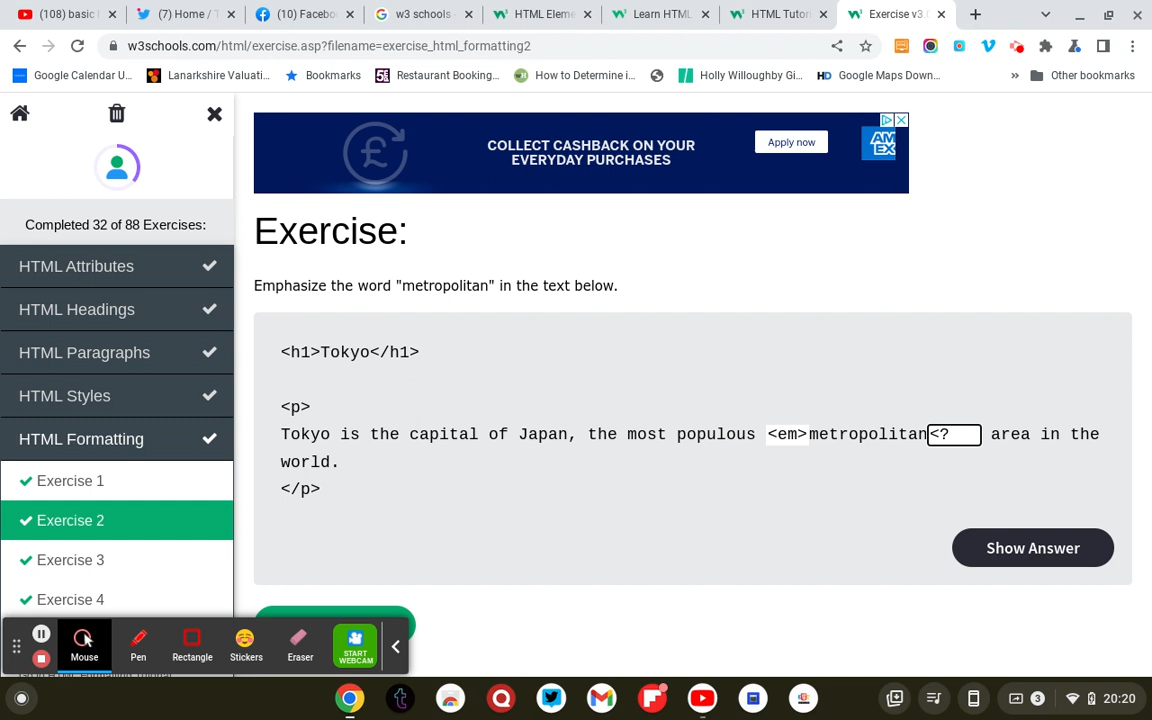 (108) basic h
(7) Home / T
(10) Facebo
w3 schools -
HTML Eleme
Learn HTML
HTML Tutori
Exercise v3.0
w3schools.com/html/exercise.asp?filename=exercise_html_formatting2
Google Calendar U...
Lanarkshire Valuati...
Bookmarks
Restaurant Booking...
How to Determine i...
Holly Willoughby Gi...
Google Maps Down...
»
Other bookmarks
COLLECT CASHBACK ON YOUR
EVERYDAY PURCHASES
Apply now
AM
EX
Completed 32 of 88 Exercises:
HTML Attributes
HTML Headings
HTML Paragraphs
HTML Styles
HTML Formatting
Exercise 1
Exercise 2
Exercise 3
Exercise 4
Exercise:
Emphasize the word "metropolitan" in the text below.
<h1>Tokyo</h1>
<p>
Tokyo is the capital of Japan, the most populous <em>metropolitan<? area in the
world.
</p>
Show Answer
Mouse
Pen
Rectangle
Stickers
Eraser
START
WEBCAM
3
20:20